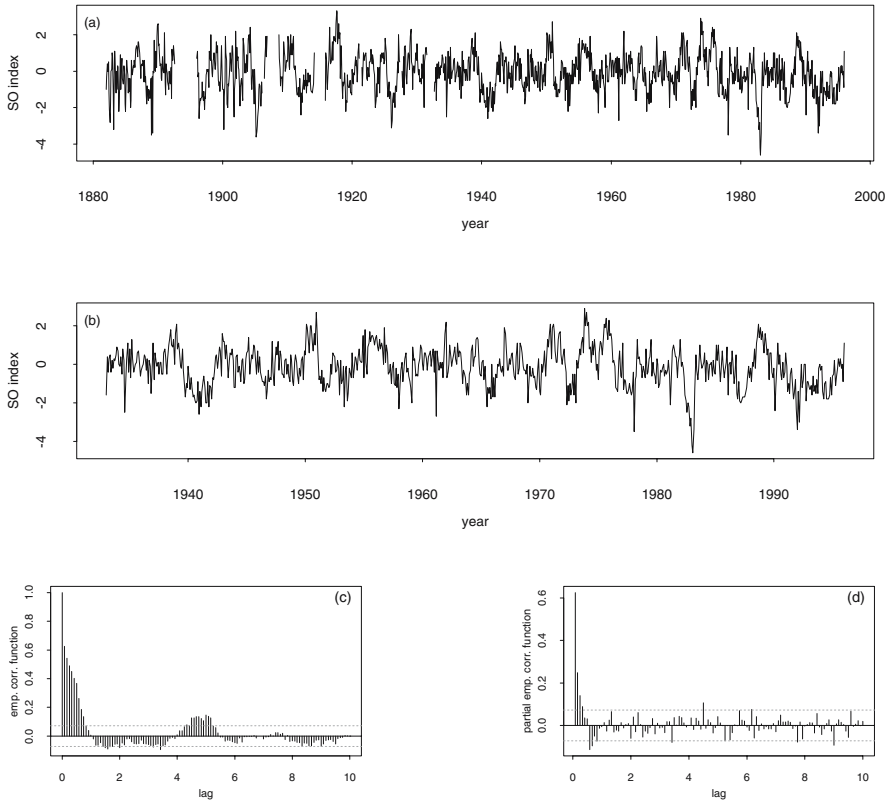 (a)
SO index
2
0
-2
-4
1880 1900 1920 1940 1960 1980 2000
year
(b)
SO index
2
0
-2
-4
1940 1950 1960 1970 1980 1990
year
(c)
emp. corr. function
1.0
0.8
0.6
0.4
0.2
0.0
0 2 4 6 8 10
lag
(d)
partial emp. corr. function
0.6
0.4
0.2
0.0
0 2 4 6 8 10
lag